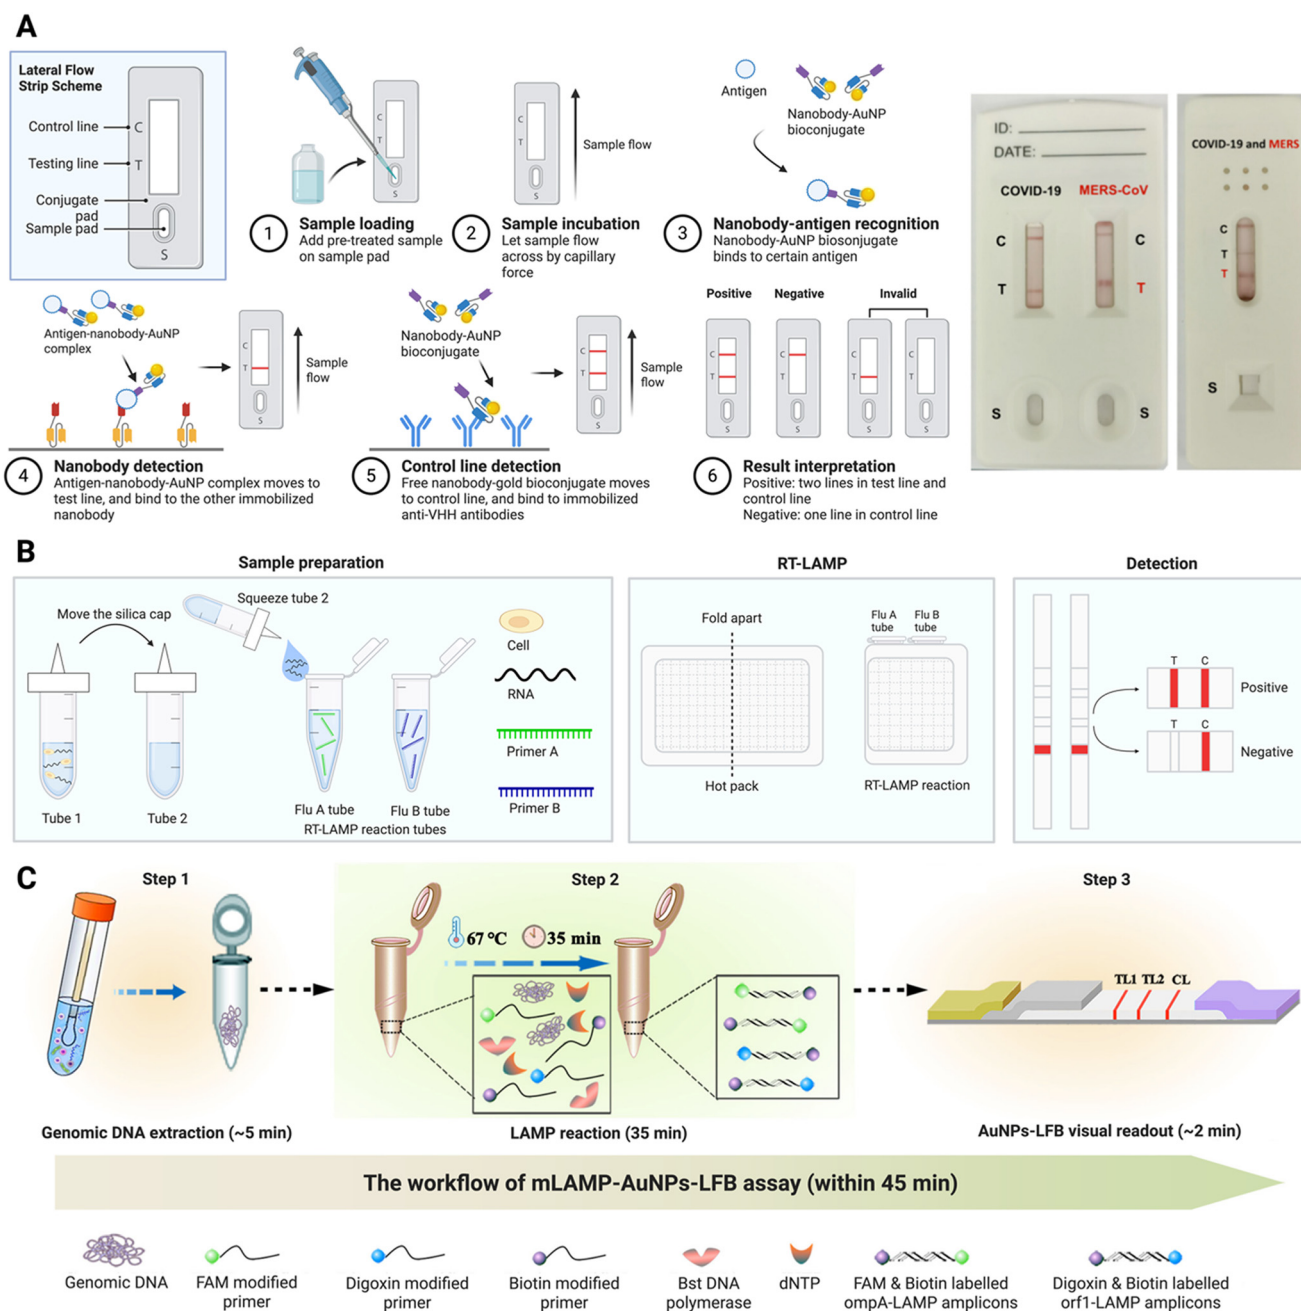 A
Lateral Flow
Strip Scheme
Control line
Testing line
Conjugate
pad
Sample pad
C
T
S
C
T
S
1
Sample loading
Add pre-treated sample
on sample pad
C
T
S
Sample flow
2
Sample incubation
Let sample flow
across by capillary
force
Antigen
Nanobody-AuNP
bioconjugate
3
Nanobody-antigen recognition
Nanobody-AuNP biosonjugate
binds to certain antigen
Antigen-nanobody-AuNP
complex
C
T
S
Sample
flow
4
Nanobody detection
Antigen-nanobody-AuNP complex moves to
test line, and bind to the other immobilized
nanobody
Nanobody-AuNP
bioconjugate
C
T
S
Sample
flow
5
Control line detection
Free nanobody-gold bioconjugate moves
to control line, and bind to immobilized
anti-VHH antibodies
Positive
Negative
Invalid
C
T
S
C
T
S
C
T
S
C
T
S
6
Result interpretation
Positive: two lines in test line and
control line
Negative: one line in control line
ID:
DATE:
COVID-19
MERS-CoV
C
C
T
T
S
S
COVID-19 and MERS
C
T
T
S
B
Sample preparation
Move the silica cap
Squeeze tube 2
Tube 1
Tube 2
Flu A tube
Flu B tube
RT-LAMP reaction tubes
Cell
RNA
Primer A
Primer B
RT-LAMP
Fold apart
Hot pack
Flu A
tube
Flu B
tube
RT-LAMP reaction
Detection
T
C
Positive
T
C
Negative
C
Step 1
Step 2
Step 3
67 ℃
35 min
TL1
TL2
CL
Genomic DNA extraction (~5 min)
LAMP reaction (35 min)
AuNPs-LFB visual readout (~2 min)
The workflow of mLAMP-AuNPs-LFB assay (within 45 min)
Genomic DNA
FAM modified
primer
Digoxin modified
primer
Biotin modified
primer
Bst DNA
polymerase
dNTP
FAM & Biotin labelled
ompA-LAMP amplicons
Digoxin & Biotin labelled
orf1-LAMP amplicons